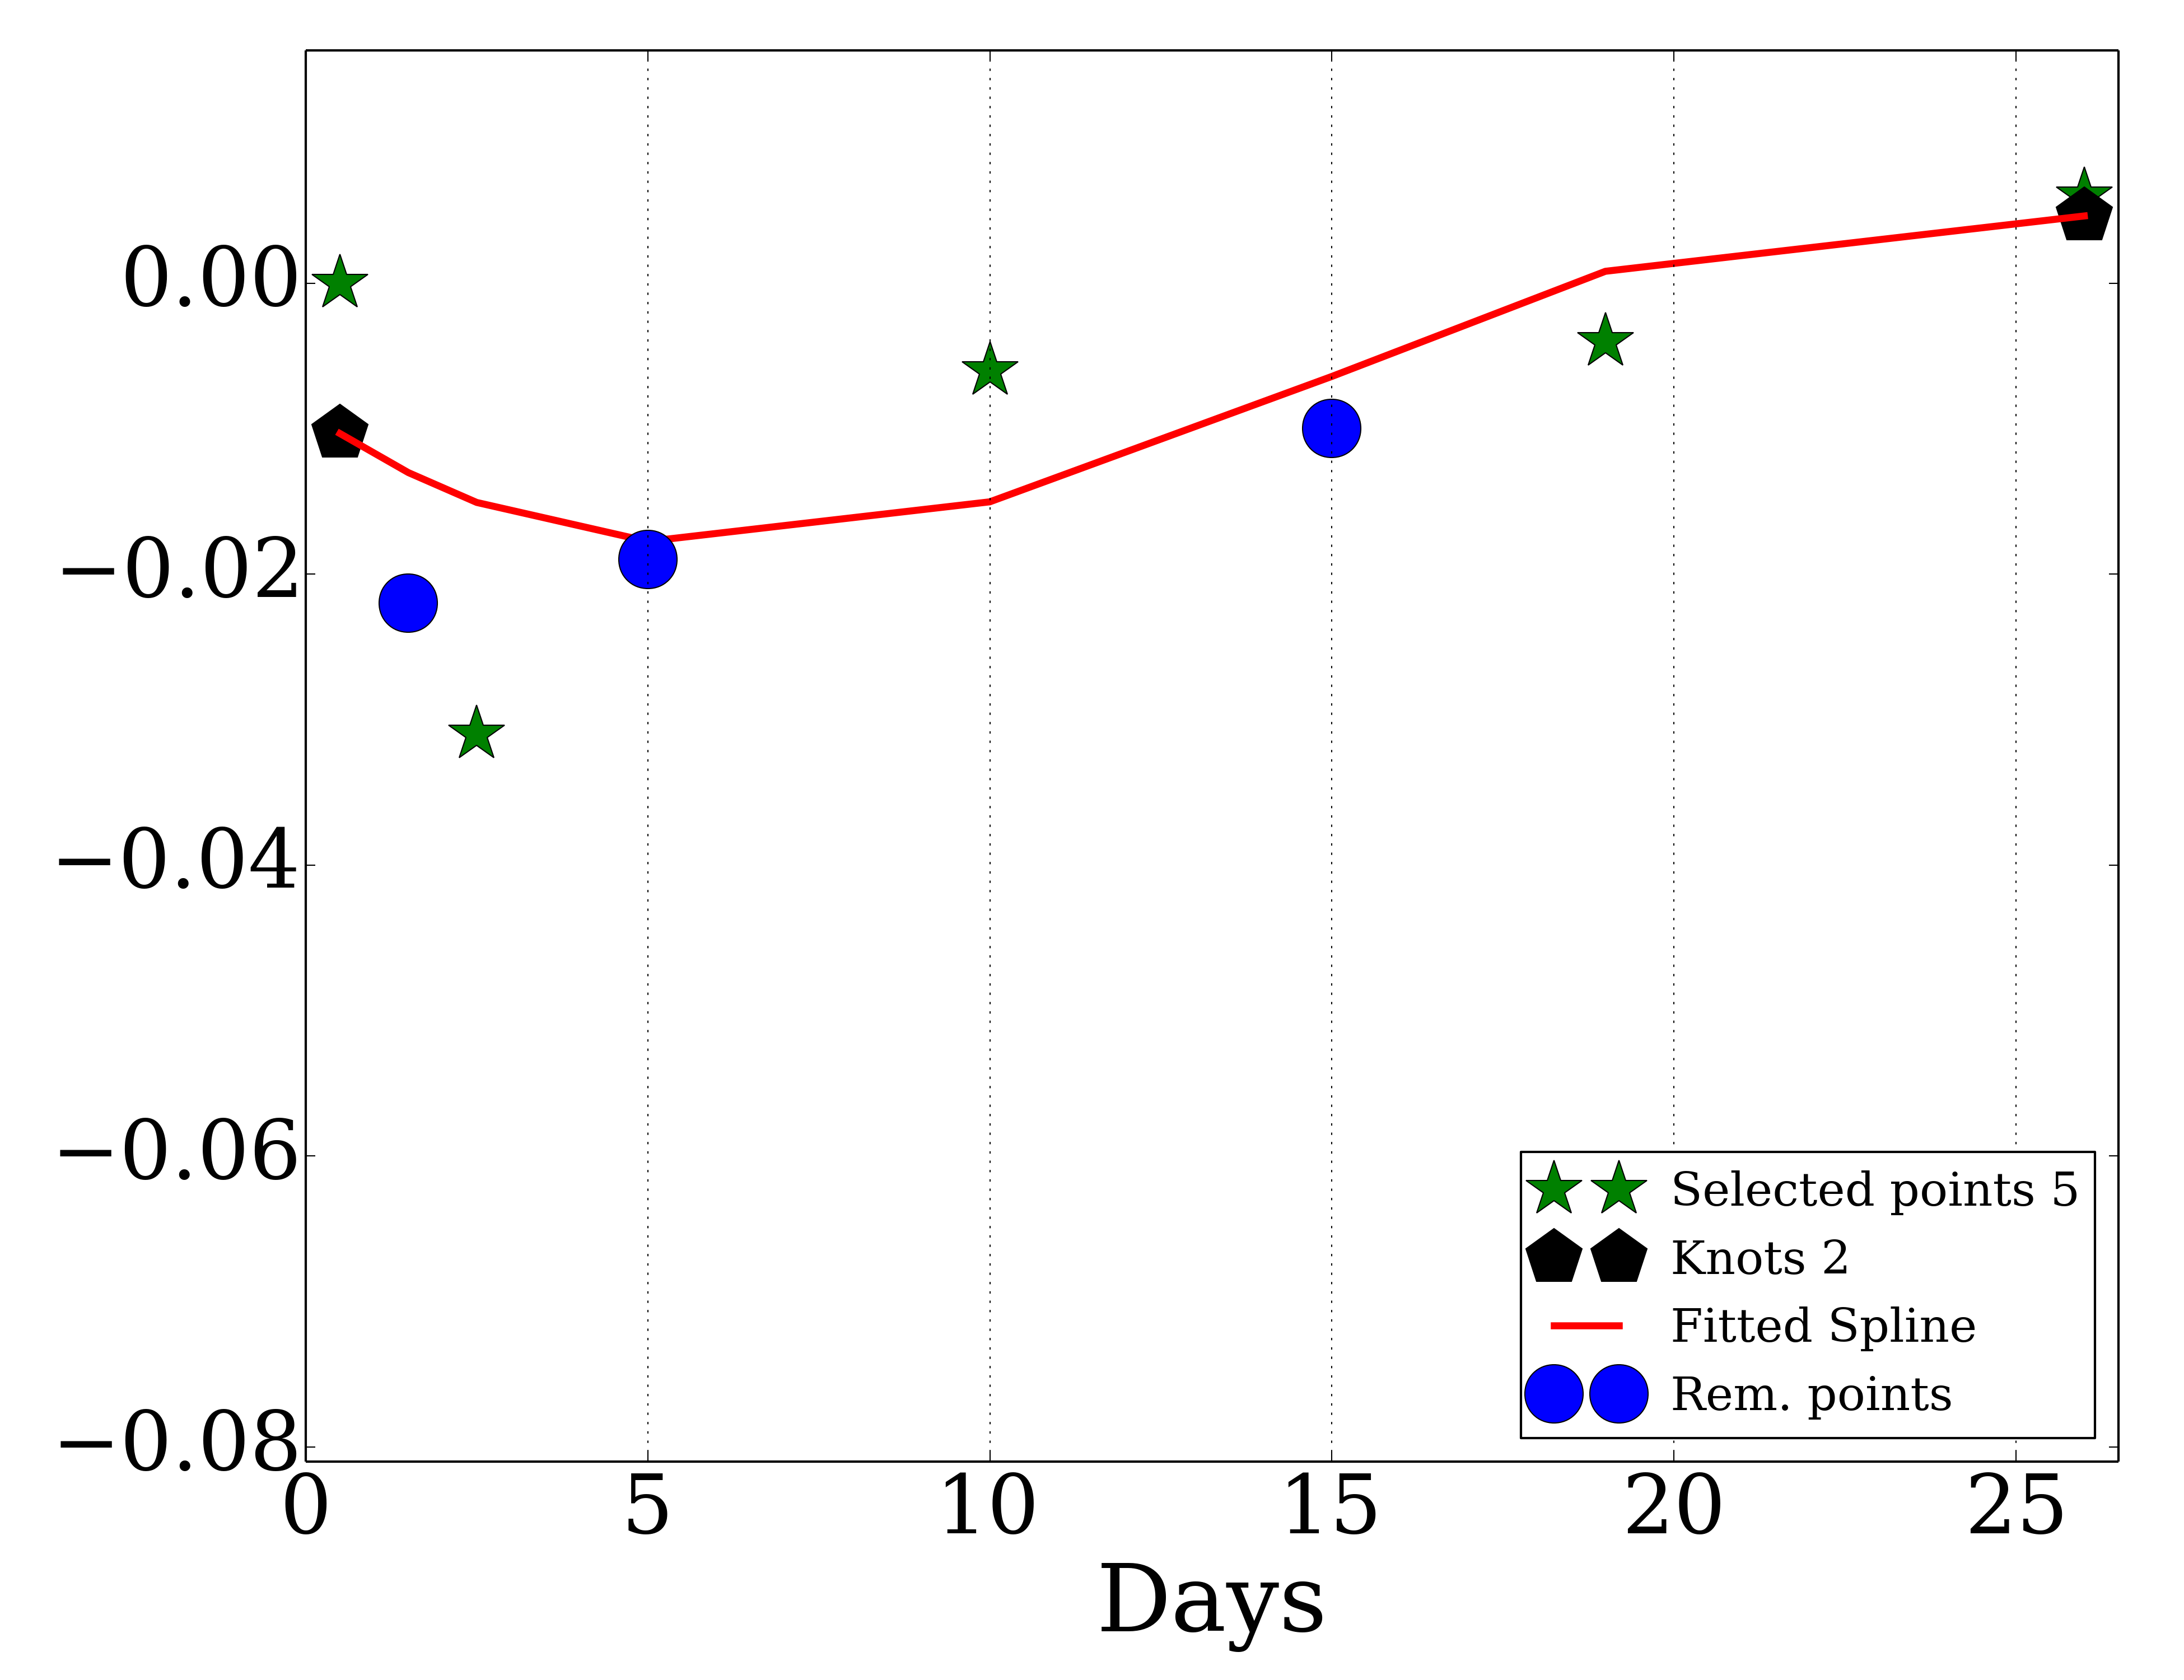 0.00
−0.02
−0.04
−0.06
−0.08
0 5 10 15 20 25
Days
Selected points 5
Knots 2
Fitted Spline
Rem. points